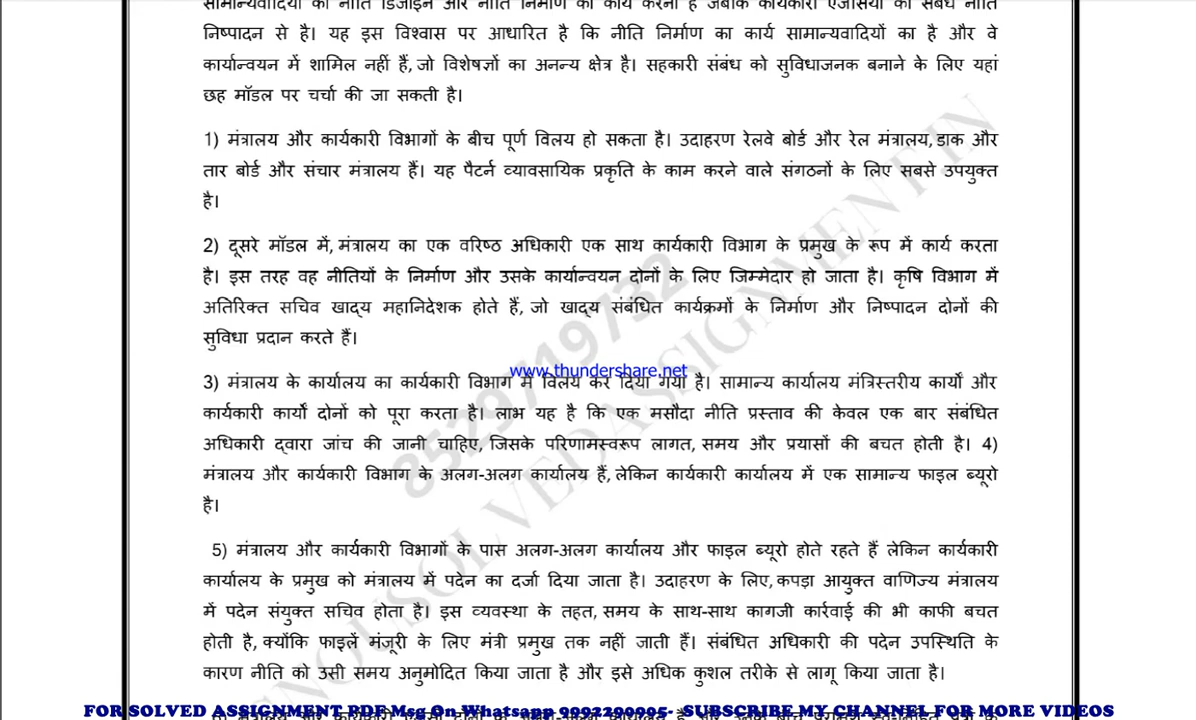 सामान्यवादियों का नीति डिजाइन और नीति निर्माण का कार्य करना है जबकि कार्यकारी एजेंसियों का संबंध नीति
निष्पादन से है। यह इस विश्वास पर आधारित है कि नीति निर्माण का कार्य सामान्यवादियों का है और वे
कार्यान्वयन में शामिल नहीं हैं, जो विशेषज्ञों का अनन्य क्षेत्र है। सहकारी संबंध को सुविधाजनक बनाने के लिए यहां
छह मॉडल पर चर्चा की जा सकती है।
1) मंत्रालय और कार्यकारी विभागों के बीच पूर्ण विलय हो सकता है। उदाहरण रेलवे बोर्ड और रेल मंत्रालय, डाक और
तार बोर्ड और संचार मंत्रालय हैं। यह पैटर्न व्यावसायिक प्रकृति के काम करने वाले संगठनों के लिए सबसे उपयुक्त
है।
2) दूसरे मॉडल में, मंत्रालय का एक वरिष्ठ अधिकारी एक साथ कार्यकारी विभाग के प्रमुख के रूप में कार्य करता
है। इस तरह वह नीतियों के निर्माण और उसके कार्यान्वयन दोनों के लिए जिम्मेदार हो जाता है। कृषि विभाग में
अतिरिक्त सचिव खाद्य महानिदेशक होते हैं, जो खाद्य संबंधित कार्यक्रमों के निर्माण और निष्पादन दोनों की
सुविधा प्रदान करते हैं।
www.thundershare.net
3) मंत्रालय के कार्यालय का कार्यकारी विभाग में विलय कर दिया गया है। सामान्य कार्यालय मंत्रिस्तरीय कार्यों और
कार्यकारी कार्यों दोनों को पूरा करता है। लाभ यह है कि एक मसौदा नीति प्रस्ताव की केवल एक बार संबंधित
अधिकारी द्वारा जांच की जानी चाहिए, जिसके परिणामस्वरूप लागत, समय और प्रयासों की बचत होती है। 4)
मंत्रालय और कार्यकारी विभाग के अलग-अलग कार्यालय हैं, लेकिन कार्यकारी कार्यालय में एक सामान्य फाइल ब्यूरो
है।
5) मंत्रालय और कार्यकारी विभागों के पास अलग-अलग कार्यालय और फाइल ब्यूरो होते रहते हैं लेकिन कार्यकारी
कार्यालय के प्रमुख को मंत्रालय में पदेन का दर्जा दिया जाता है। उदाहरण के लिए, कपड़ा आयुक्त वाणिज्य मंत्रालय
में पदेन संयुक्त सचिव होता है। इस व्यवस्था के तहत, समय के साथ-साथ कागजी कार्रवाई की भी काफी बचत
होती है, क्योंकि फाइलें मंजूरी के लिए मंत्री प्रमुख तक नहीं जाती हैं। संबंधित अधिकारी की पदेन उपस्थिति के
कारण नीति को उसी समय अनुमोदित किया जाता है और इसे अधिक कुशल तरीके से लागू किया जाता है।
8529719732
IGNOUSOLVEDASSIGNMENT.IN
FOR SOLVED ASSIGNMENT PDF Msg On Whatsapp 9992290995- SUBSCRIBE MY CHANNEL FOR MORE VIDEOS